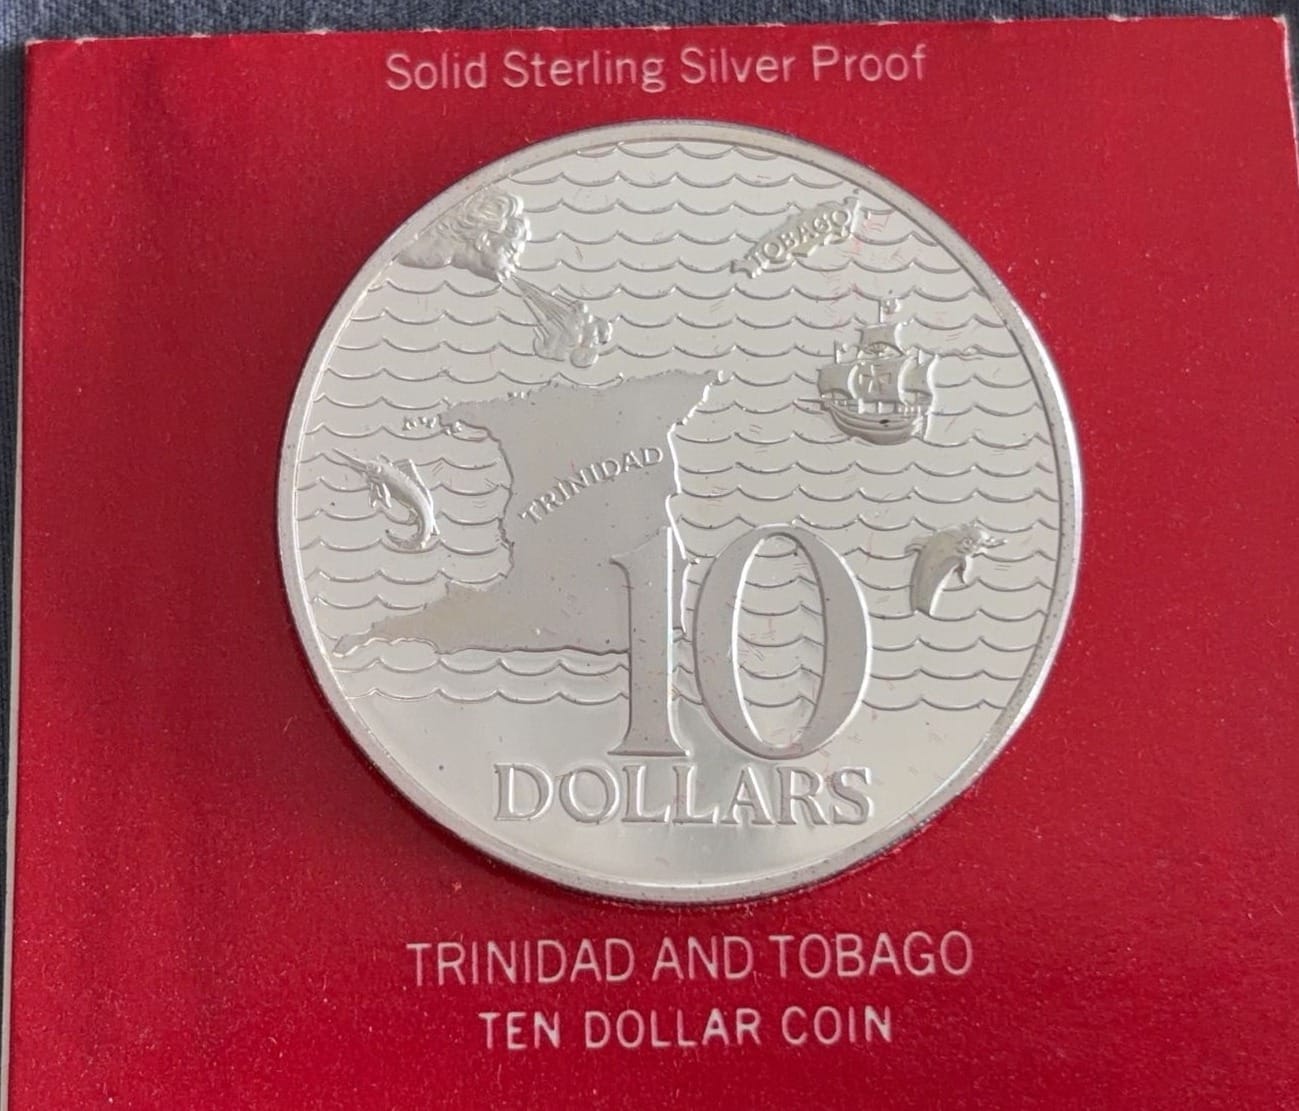 Solid Sterling Silver Proof
TOBAGO
TRINIDAD
10
DOLLARS
TRINIDAD AND TOBAGO
TEN DOLLAR COIN